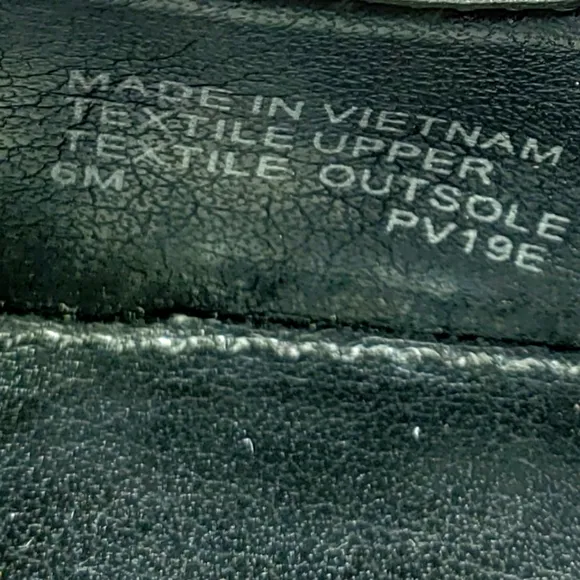 MADE IN VIETNAM
TEXTILE UPPER
TEXTILE OUTSOLE
6M
PV19E